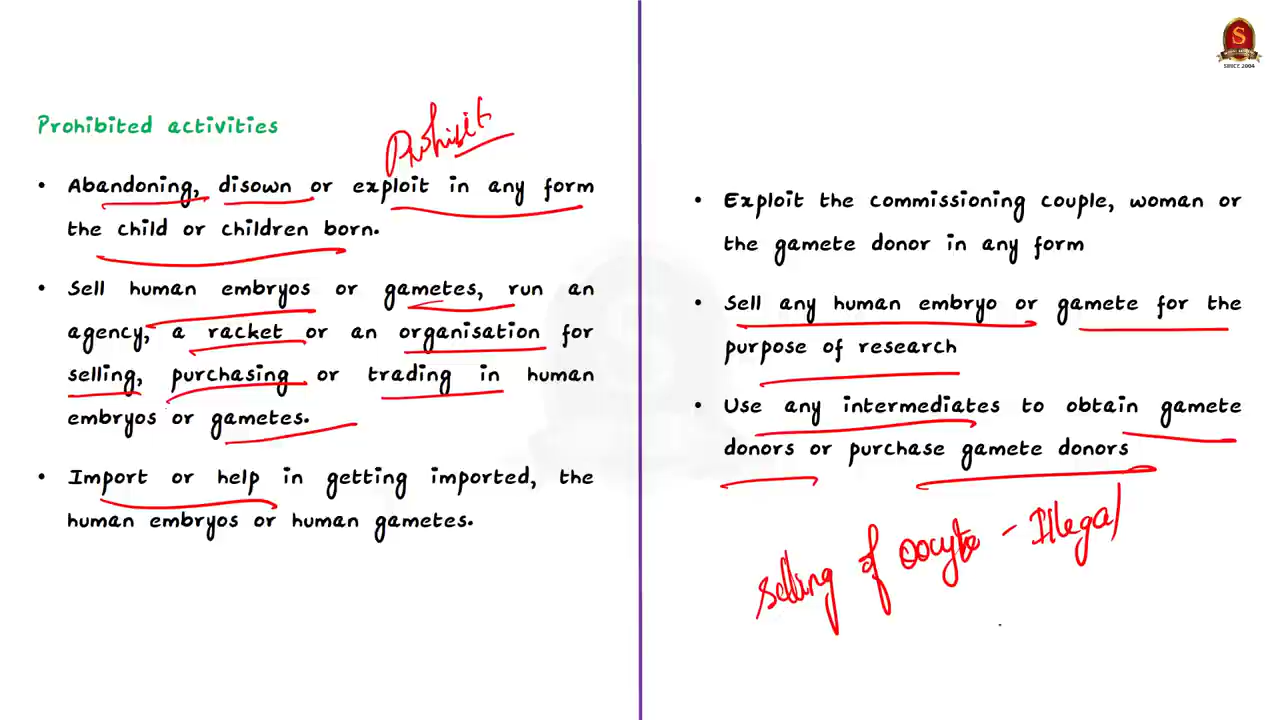 Prohibited activities
Prohibit
• Abandoning, disown or exploit in any form
the child or children born.
• Sell human embryos or gametes, run an
agency, a racket or an organisation for
selling, purchasing or trading in human
embryos or gametes.
• Import or help in getting imported, the
human embryos or human gametes.
S
SINCE 2004
• Exploit the commissioning couple, woman or
the gamete donor in any form
• Sell any human embryo or gamete for the
purpose of research
• Use any intermediates to obtain gamete
donors or purchase gamete donors
Selling of oocyte - Illegal